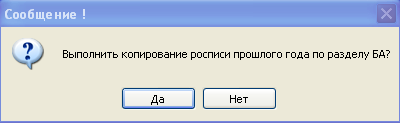 Сообщение !
Выполнить копирование росписи прошлого года по разделу БА?
Да
Нет